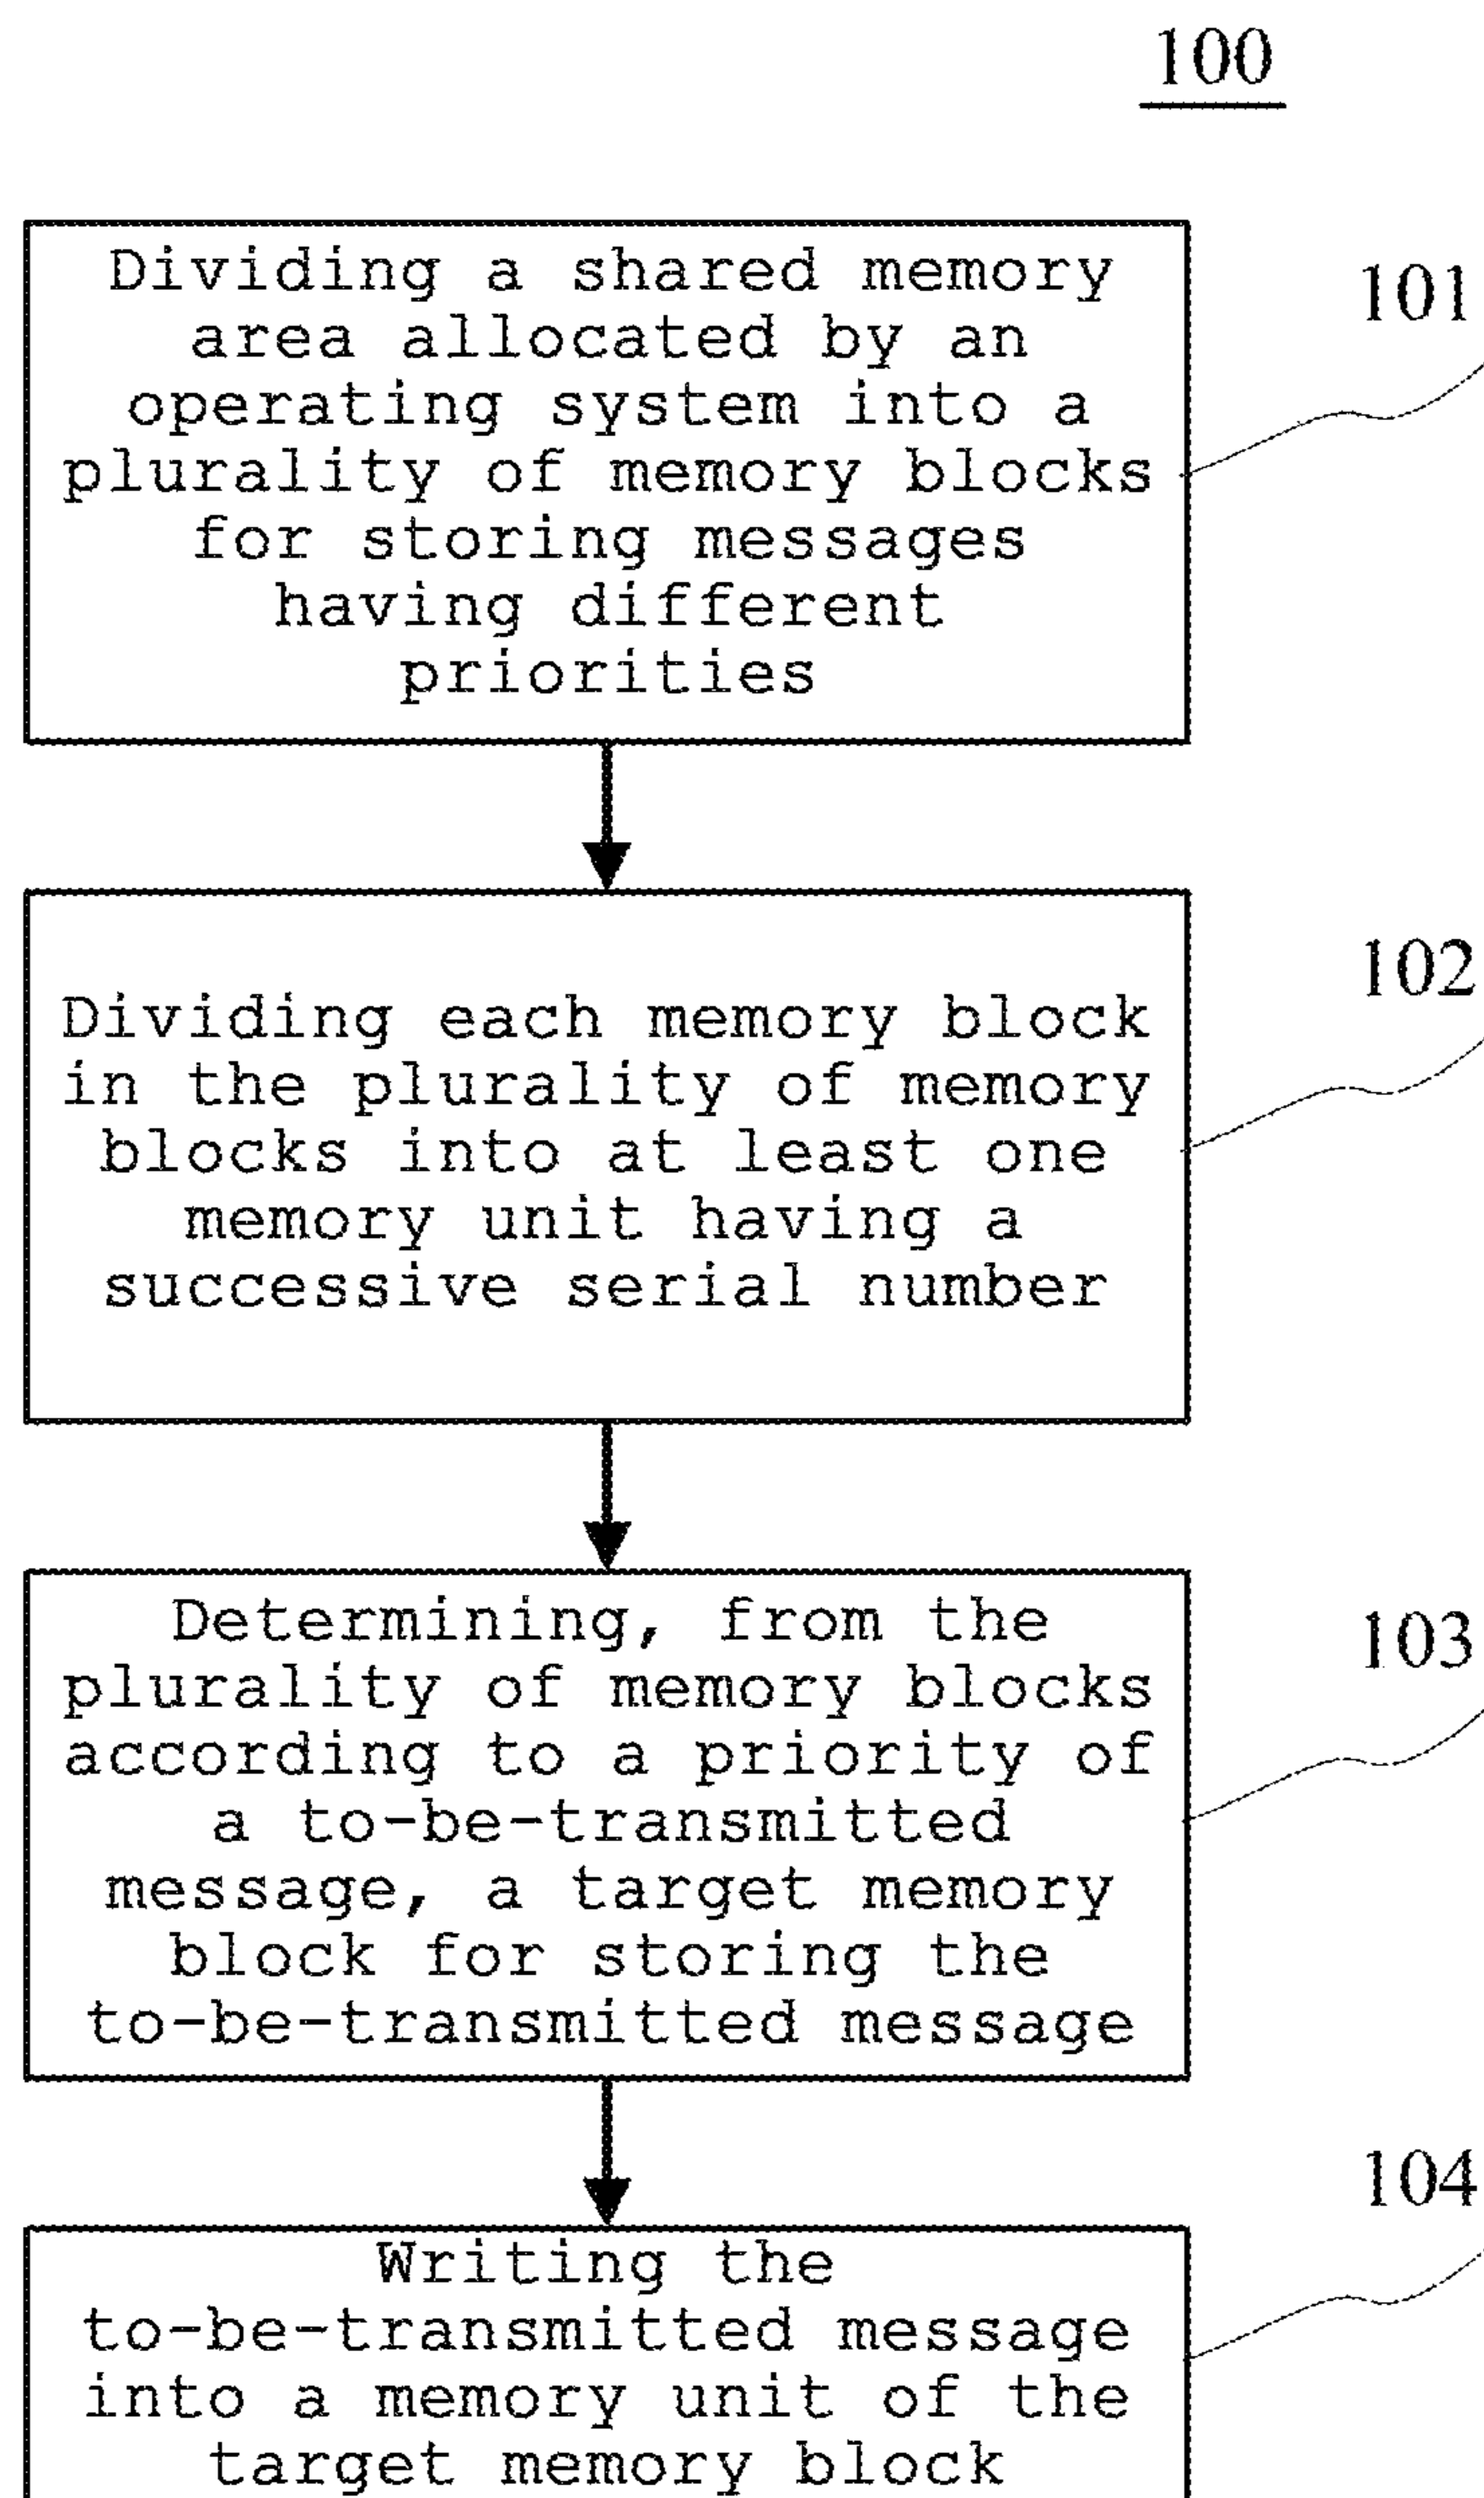 100
Dividing a shared memory
area allocated by an
operating system into a
plurality of memory blocks
for storing messages
having different
priorities
101
Dividing each memory block
in the plurality of memory
blocks into at least one
memory unit having a
successive serial number
102
Determining, from the
plurality of memory blocks
according to a priority of
a to-be-transmitted
message, a target memory
block for storing the
to-be-transmitted message
103
Writing the
to-be-transmitted message
into a memory unit of the
target memory block
104